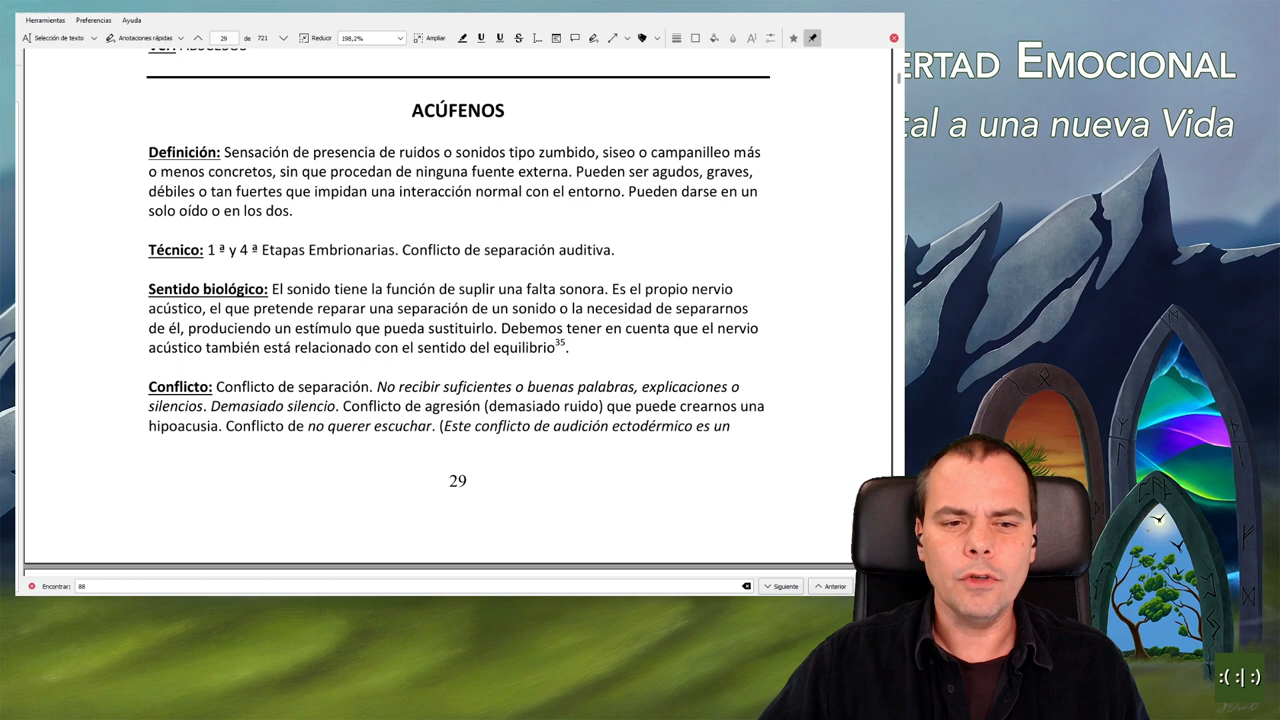 Herramientas Preferencias Ayuda
Selección de texto Anotaciones rápidas 29 de 721 Reducir 198,2% Ampliar
ERTAD EMOCIONAL
tal a una nueva Vida
ACÚFENOS
Definición: Sensación de presencia de ruidos o sonidos tipo zumbido, siseo o campanilleo más
o menos concretos, sin que procedan de ninguna fuente externa. Pueden ser agudos, graves,
débiles o tan fuertes que impidan una interacción normal con el entorno. Pueden darse en un
solo oído o en los dos.
Técnico: 1 ª y 4 ª Etapas Embrionarias. Conflicto de separación auditiva.
Sentido biológico: El sonido tiene la función de suplir una falta sonora. Es el propio nervio
acústico, el que pretende reparar una separación de un sonido o la necesidad de separarnos
de él, produciendo un estímulo que pueda sustituirlo. Debemos tener en cuenta que el nervio
acústico también está relacionado con el sentido del equilibrio35.
Conflicto: Conflicto de separación. No recibir suficientes o buenas palabras, explicaciones o
silencios. Demasiado silencio. Conflicto de agresión (demasiado ruido) que puede crearnos una
hipoacusia. Conflicto de no querer escuchar. (Este conflicto de audición ectodérmico es un
29
Encontrar: 88 Siguiente Anterior
:( :| :)